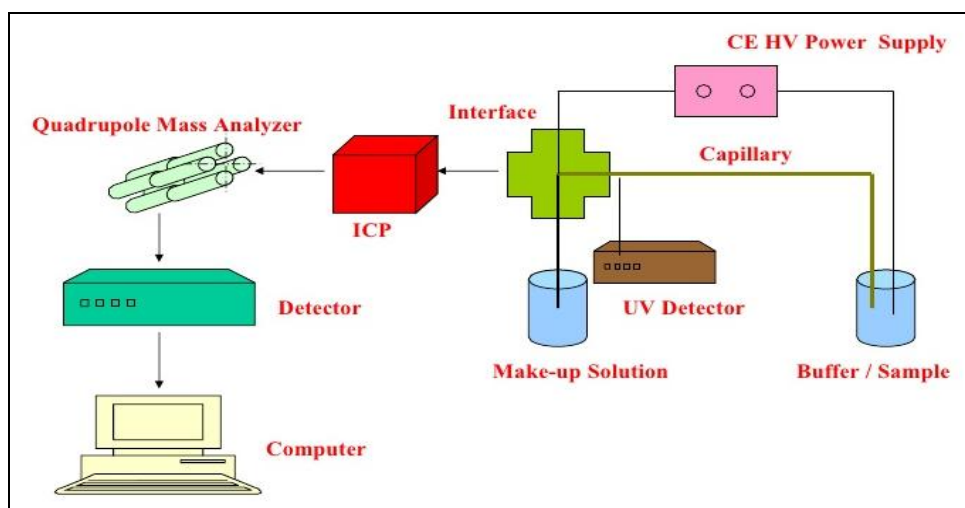 CE HV Power Supply
Interface
Quadrupole Mass Analyzer
Capillary
ICP
Detector
UV Detector
Make-up Solution
Buffer / Sample
Computer